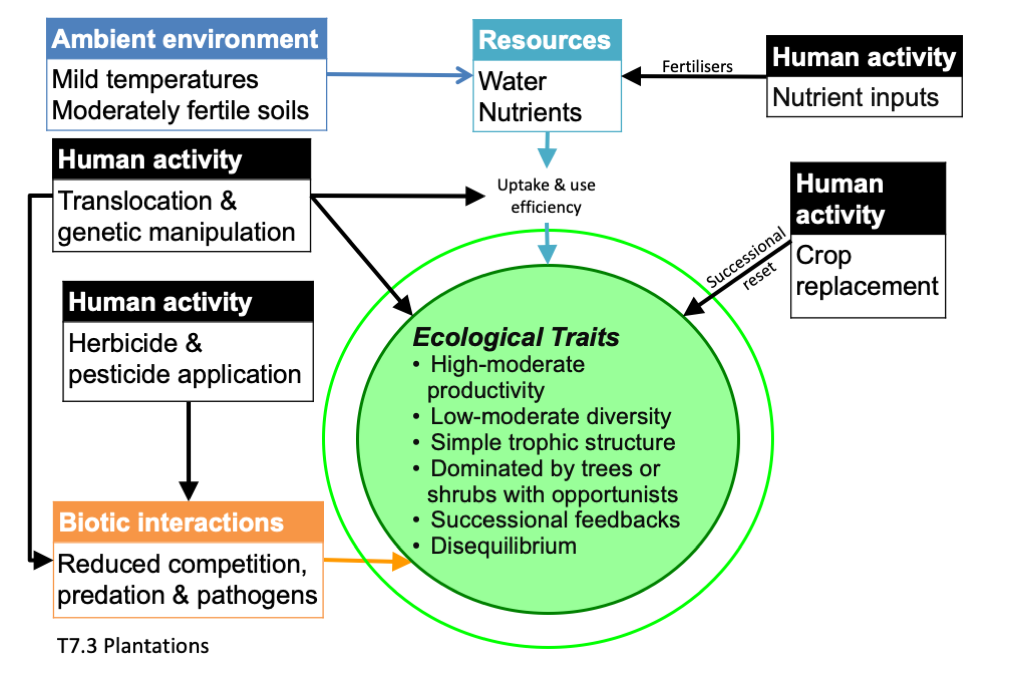 Ambient environment
Mild temperatures
Moderately fertile soils
Resources
Water
Nutrients
Fertilisers
Human activity
Nutrient inputs
Human activity
Translocation &
genetic manipulation
Uptake & use
efficiency
Human
activity
Crop
replacement
Successional
reset
Human activity
Herbicide &
pesticide application
Ecological Traits
• High-moderate
productivity
• Low-moderate diversity
• Simple trophic structure
• Dominated by trees or
shrubs with opportunists
• Successional feedbacks
• Disequilibrium
Biotic interactions
Reduced competition,
predation & pathogens
T7.3 Plantations